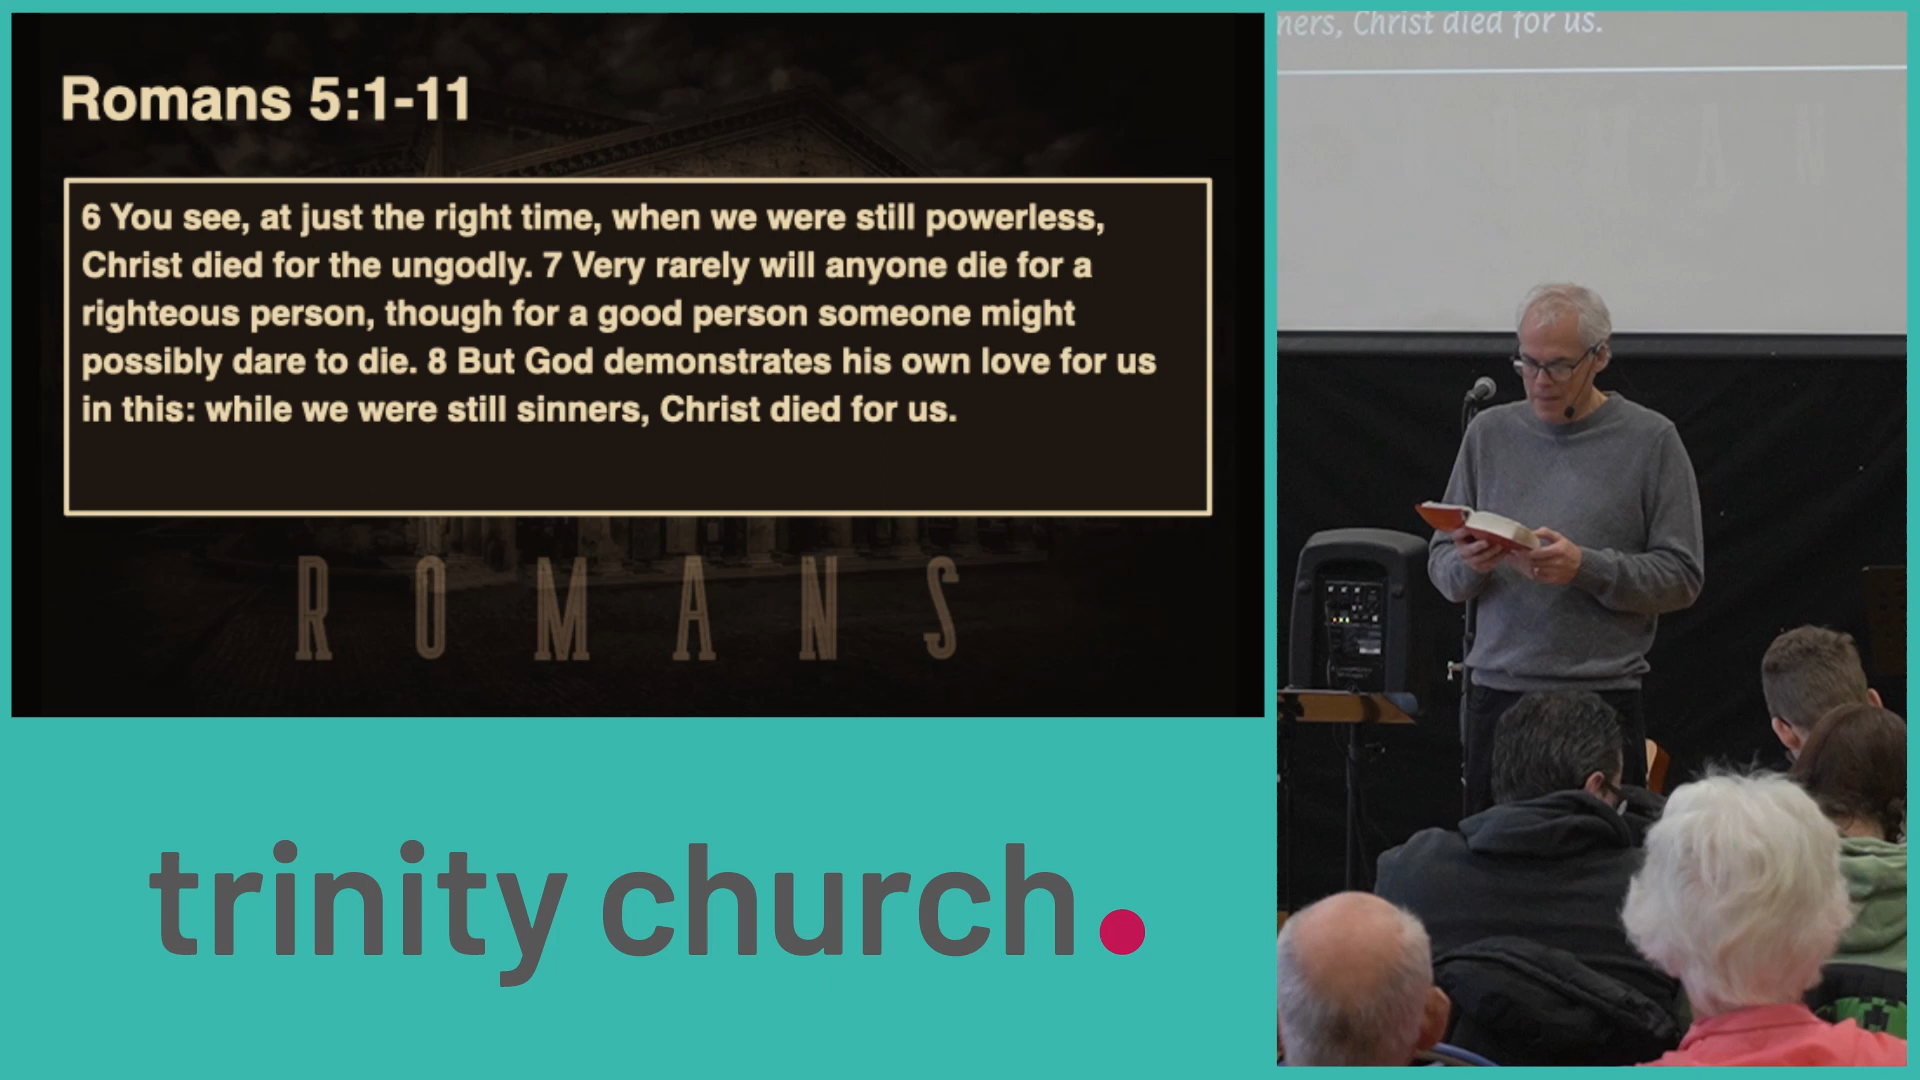 Romans 5:1-11
6 You see, at just the right time, when we were still powerless,
Christ died for the ungodly. 7 Very rarely will anyone die for a
righteous person, though for a good person someone might
possibly dare to die. 8 But God demonstrates his own love for us
in this: while we were still sinners, Christ died for us.
ROMANS
trinity church.
ners, Christ died for us.
O M A N